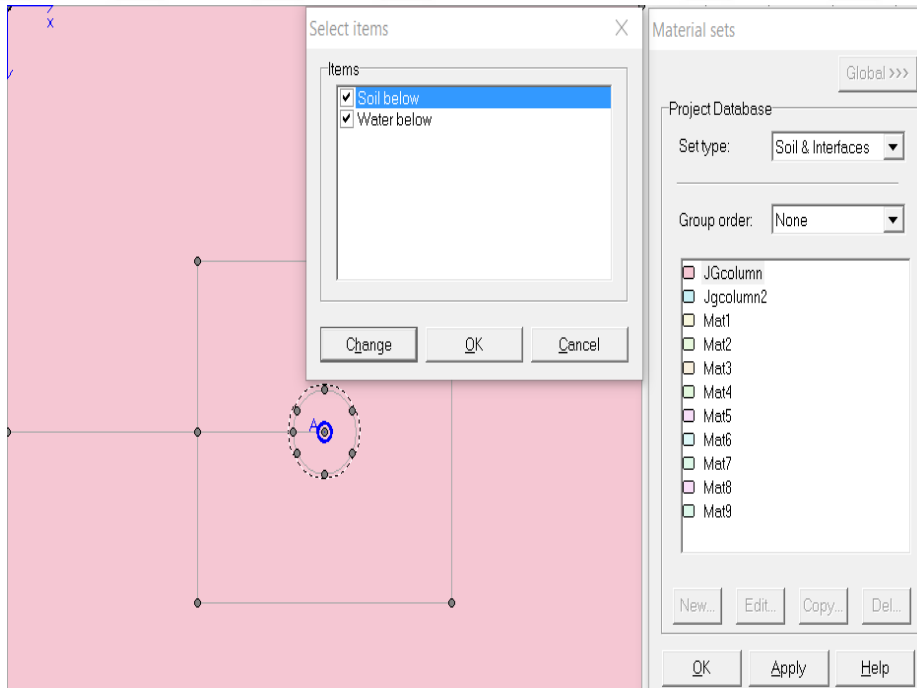 x
y
A
Select items
Items
Soil below
Water below
Change
OK
Cancel
Material sets
Global >>>
Project Database
Set type:
Soil & Interfaces
Group order:
None
JGcolumn
Jgcolumn2
Mat1
Mat2
Mat3
Mat4
Mat5
Mat6
Mat7
Mat8
Mat9
New...
Edit...
Copy...
Del...
OK
Apply
Help